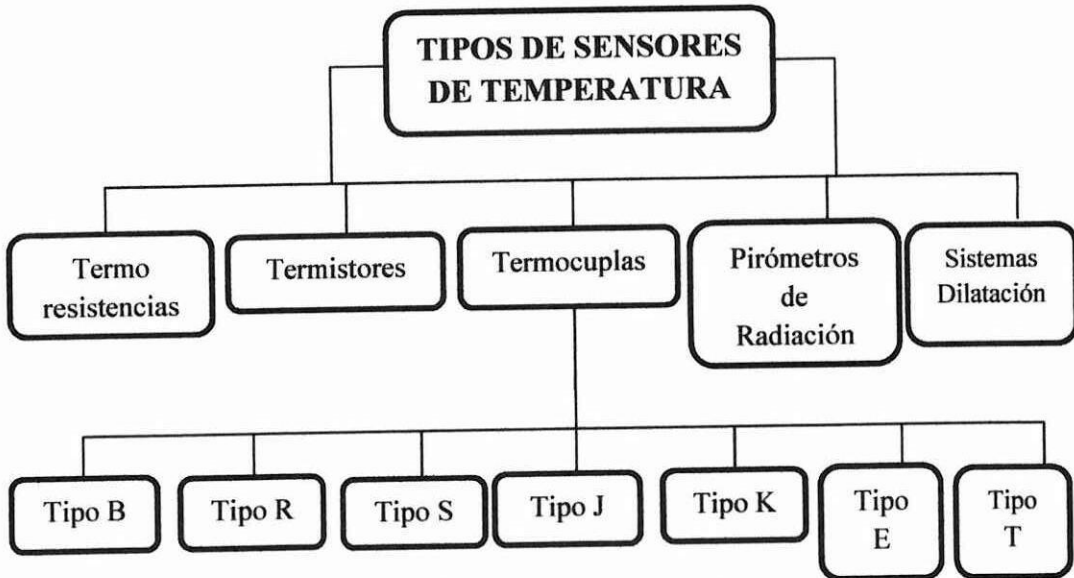 TIPOS DE SENSORES
DE TEMPERATURA
Termo
resistencias
Termistores
Termocuplas
Pirómetros
de
Radiación
Sistemas
Dilatación
Tipo B
Tipo R
Tipo S
Tipo J
Tipo K
Tipo
E
Tipo
T